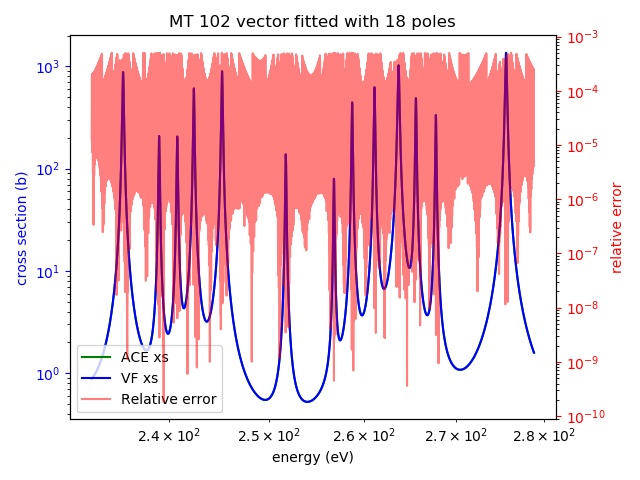 MT 102 vector fitted with 18 poles
cross section (b)
10³
10²
10¹
10⁰
10⁻³
10⁻⁴
10⁻⁵
10⁻⁶
10⁻⁷
10⁻⁸
10⁻⁹
10⁻¹⁰
relative error
ACE xs
VF xs
Relative error
2.4 × 10² 2.5 × 10² 2.6 × 10² 2.7 × 10² 2.8 × 10²
energy (eV)